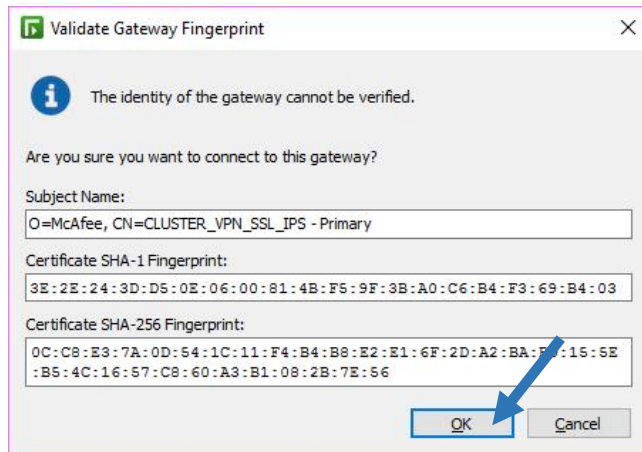 Validate Gateway Fingerprint
The identity of the gateway cannot be verified.
Are you sure you want to connect to this gateway?
Subject Name:
O=McAfee, CN=CLUSTER_VPN_SSL_IPS - Primary
Certificate SHA-1 Fingerprint:
3E:2E:24:3D:D5:0E:06:00:81:4B:F5:9F:3B:A0:C6:B4:F3:69:B4:03
Certificate SHA-256 Fingerprint:
0C:C8:E3:7A:0D:54:1C:11:F4:B4:B8:E2:E1:6F:2D:A2:BA: :15:5E
:B5:4C:16:57:C8:60:A3:B1:08:2B:7E:56
OK Cancel